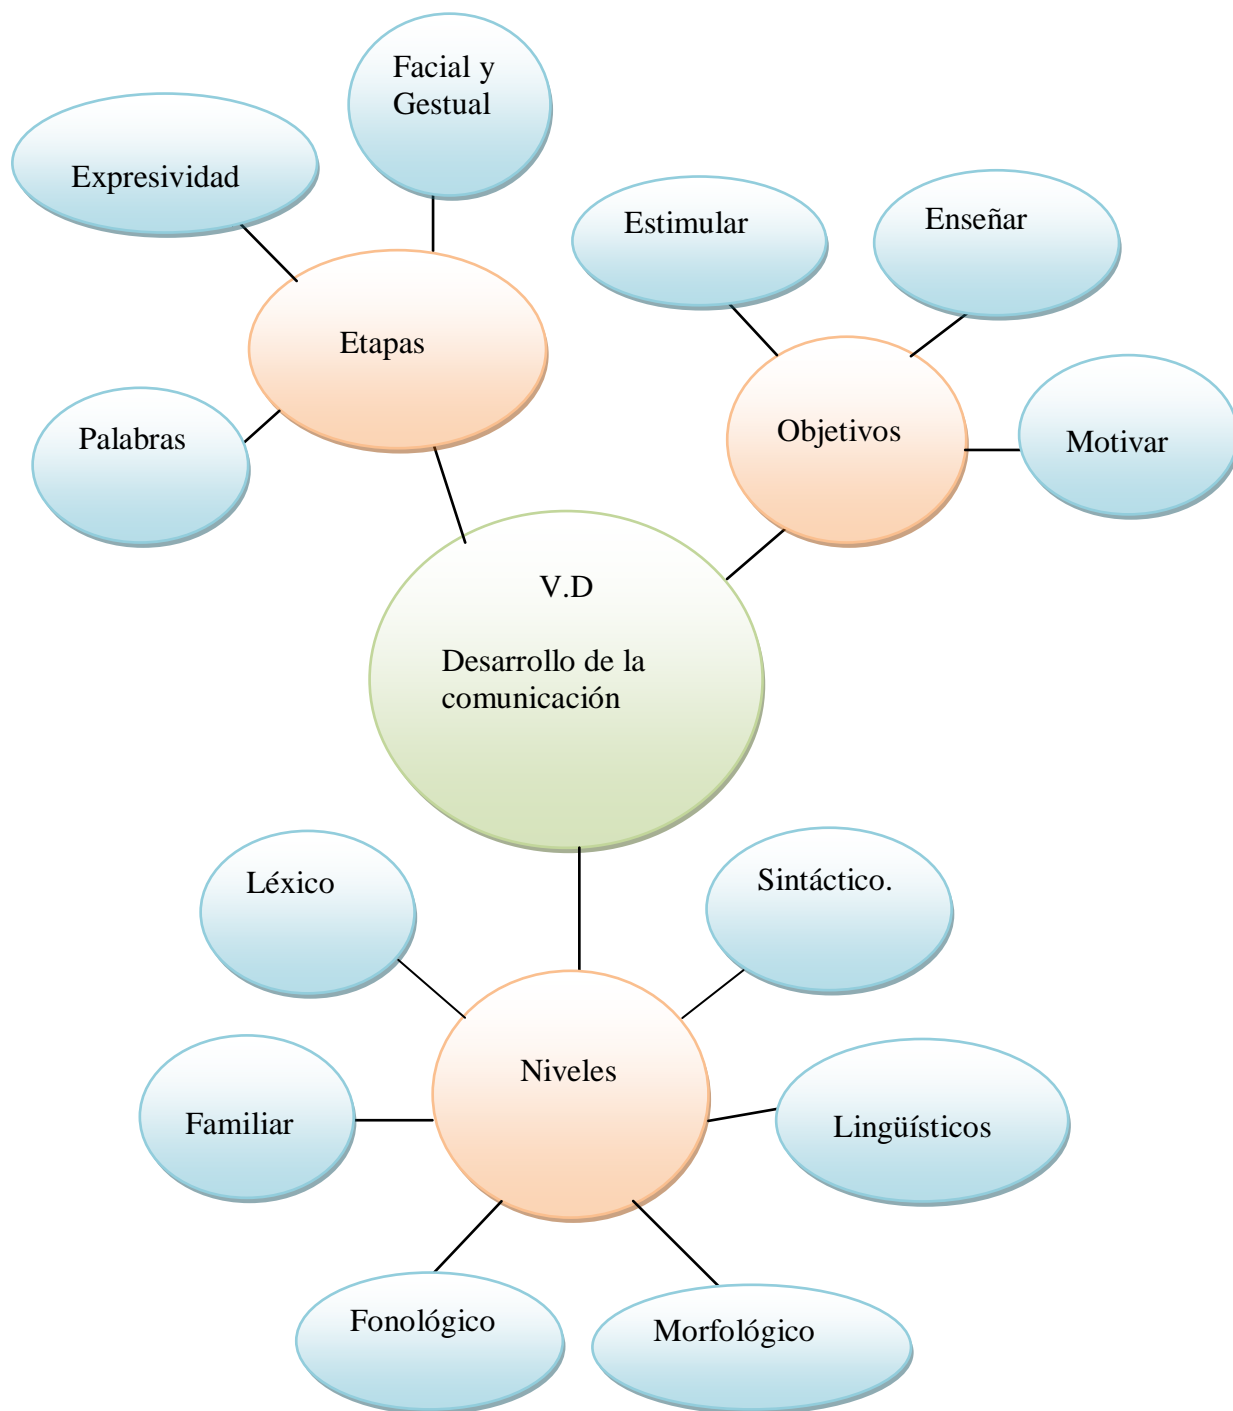 Facial y
Gestual
Expresividad
Estimular
Enseñar
Etapas
Palabras
Objetivos
Motivar
V.D
Desarrollo de la
comunicación
Léxico
Sintáctico.
Niveles
Familiar
Lingüísticos
Fonológico
Morfológico